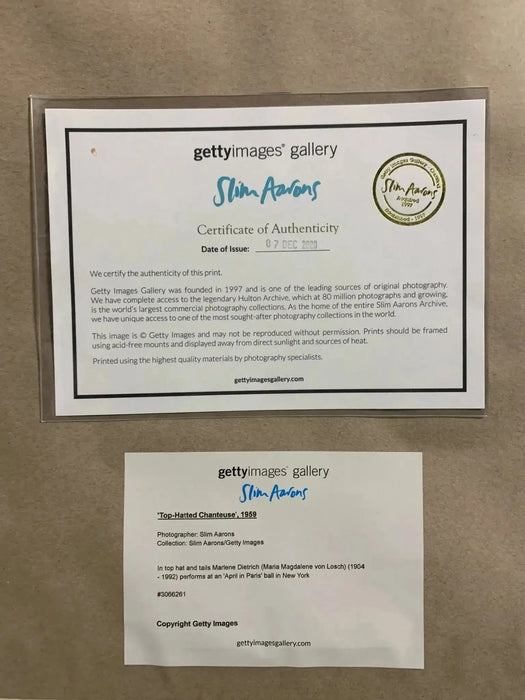 gettyimages® gallery
Slim Aarons
Getty Images Gallery · Owned
Slim Aarons
Acquired
1997
Established · 1997
Certificate of Authenticity
Date of Issue: 07 DEC 2020
We certify the authenticity of this print.
Getty Images Gallery was founded in 1997 and is one of the leading sources of original photography.
We have complete access to the legendary Hulton Archive, which at 80 million photographs and growing,
is the world's largest commercial photography collections. As the home of the entire Slim Aarons Archive,
we have unique access to one of the most sought-after photography collections in the world.
This image is © Getty Images and may not be reproduced without permission. Prints should be framed
using acid-free mounts and displayed away from direct sunlight and sources of heat.
Printed using the highest quality materials by photography specialists.
gettyimagesgallery.com
gettyimages® gallery
Slim Aarons
'Top-Hatted Chanteuse', 1959
Photographer: Slim Aarons
Collection: Slim Aarons/Getty Images
In top hat and tails Marlene Dietrich (Maria Magdalene von Losch) (1904
- 1992) performs at an 'April in Paris' ball in New York
#3066261
Copyright Getty Images
gettyimagesgallery.com